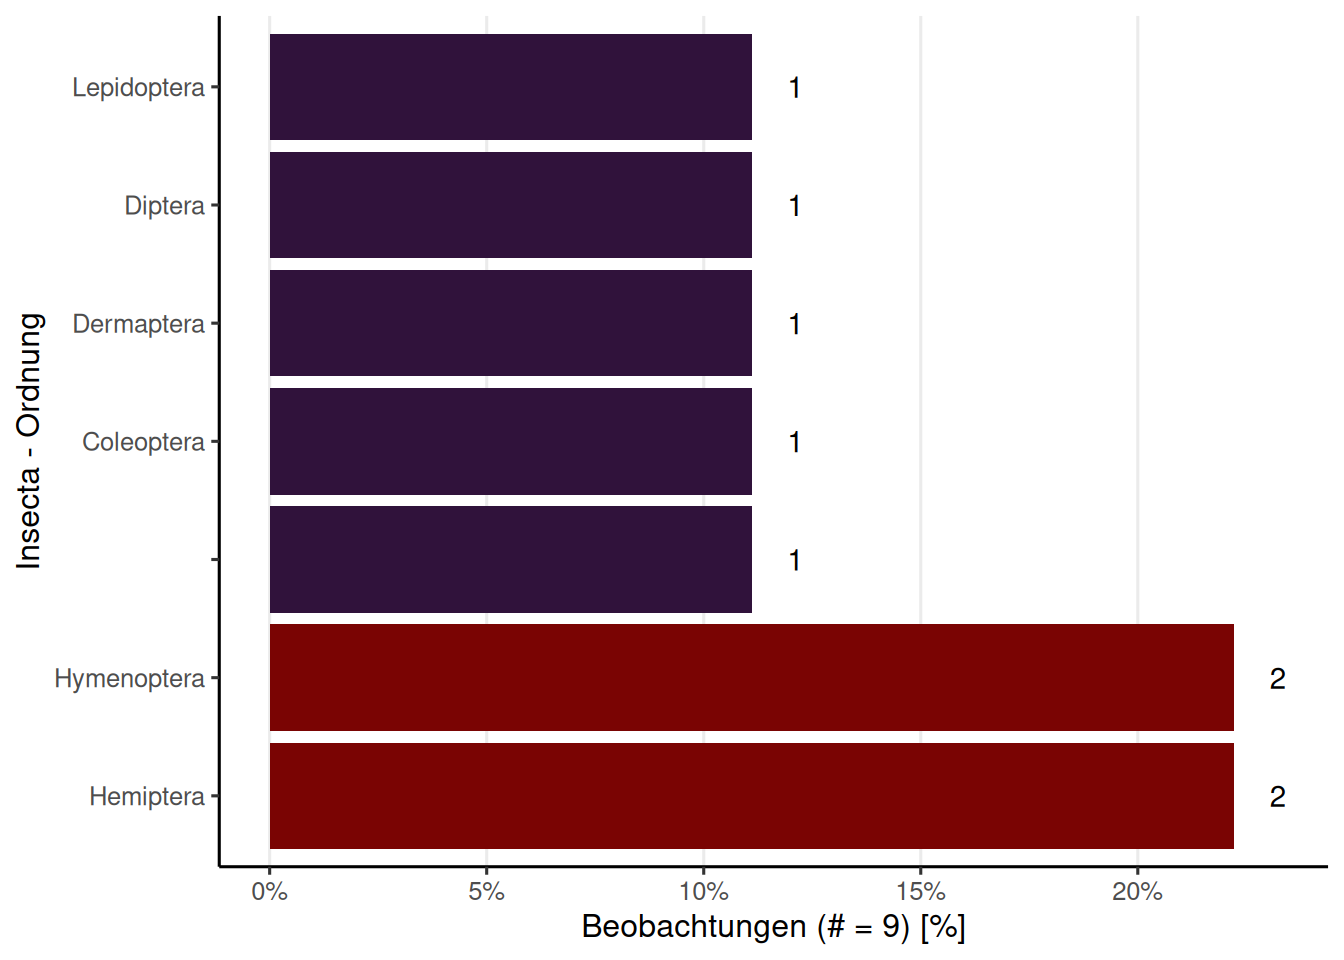 Insecta - Ordnung
Lepidoptera 1
Diptera 1
Dermaptera 1
Coleoptera 1
1
Hymenoptera 2
Hemiptera 2
0% 5% 10% 15% 20%
Beobachtungen (# = 9) [%]